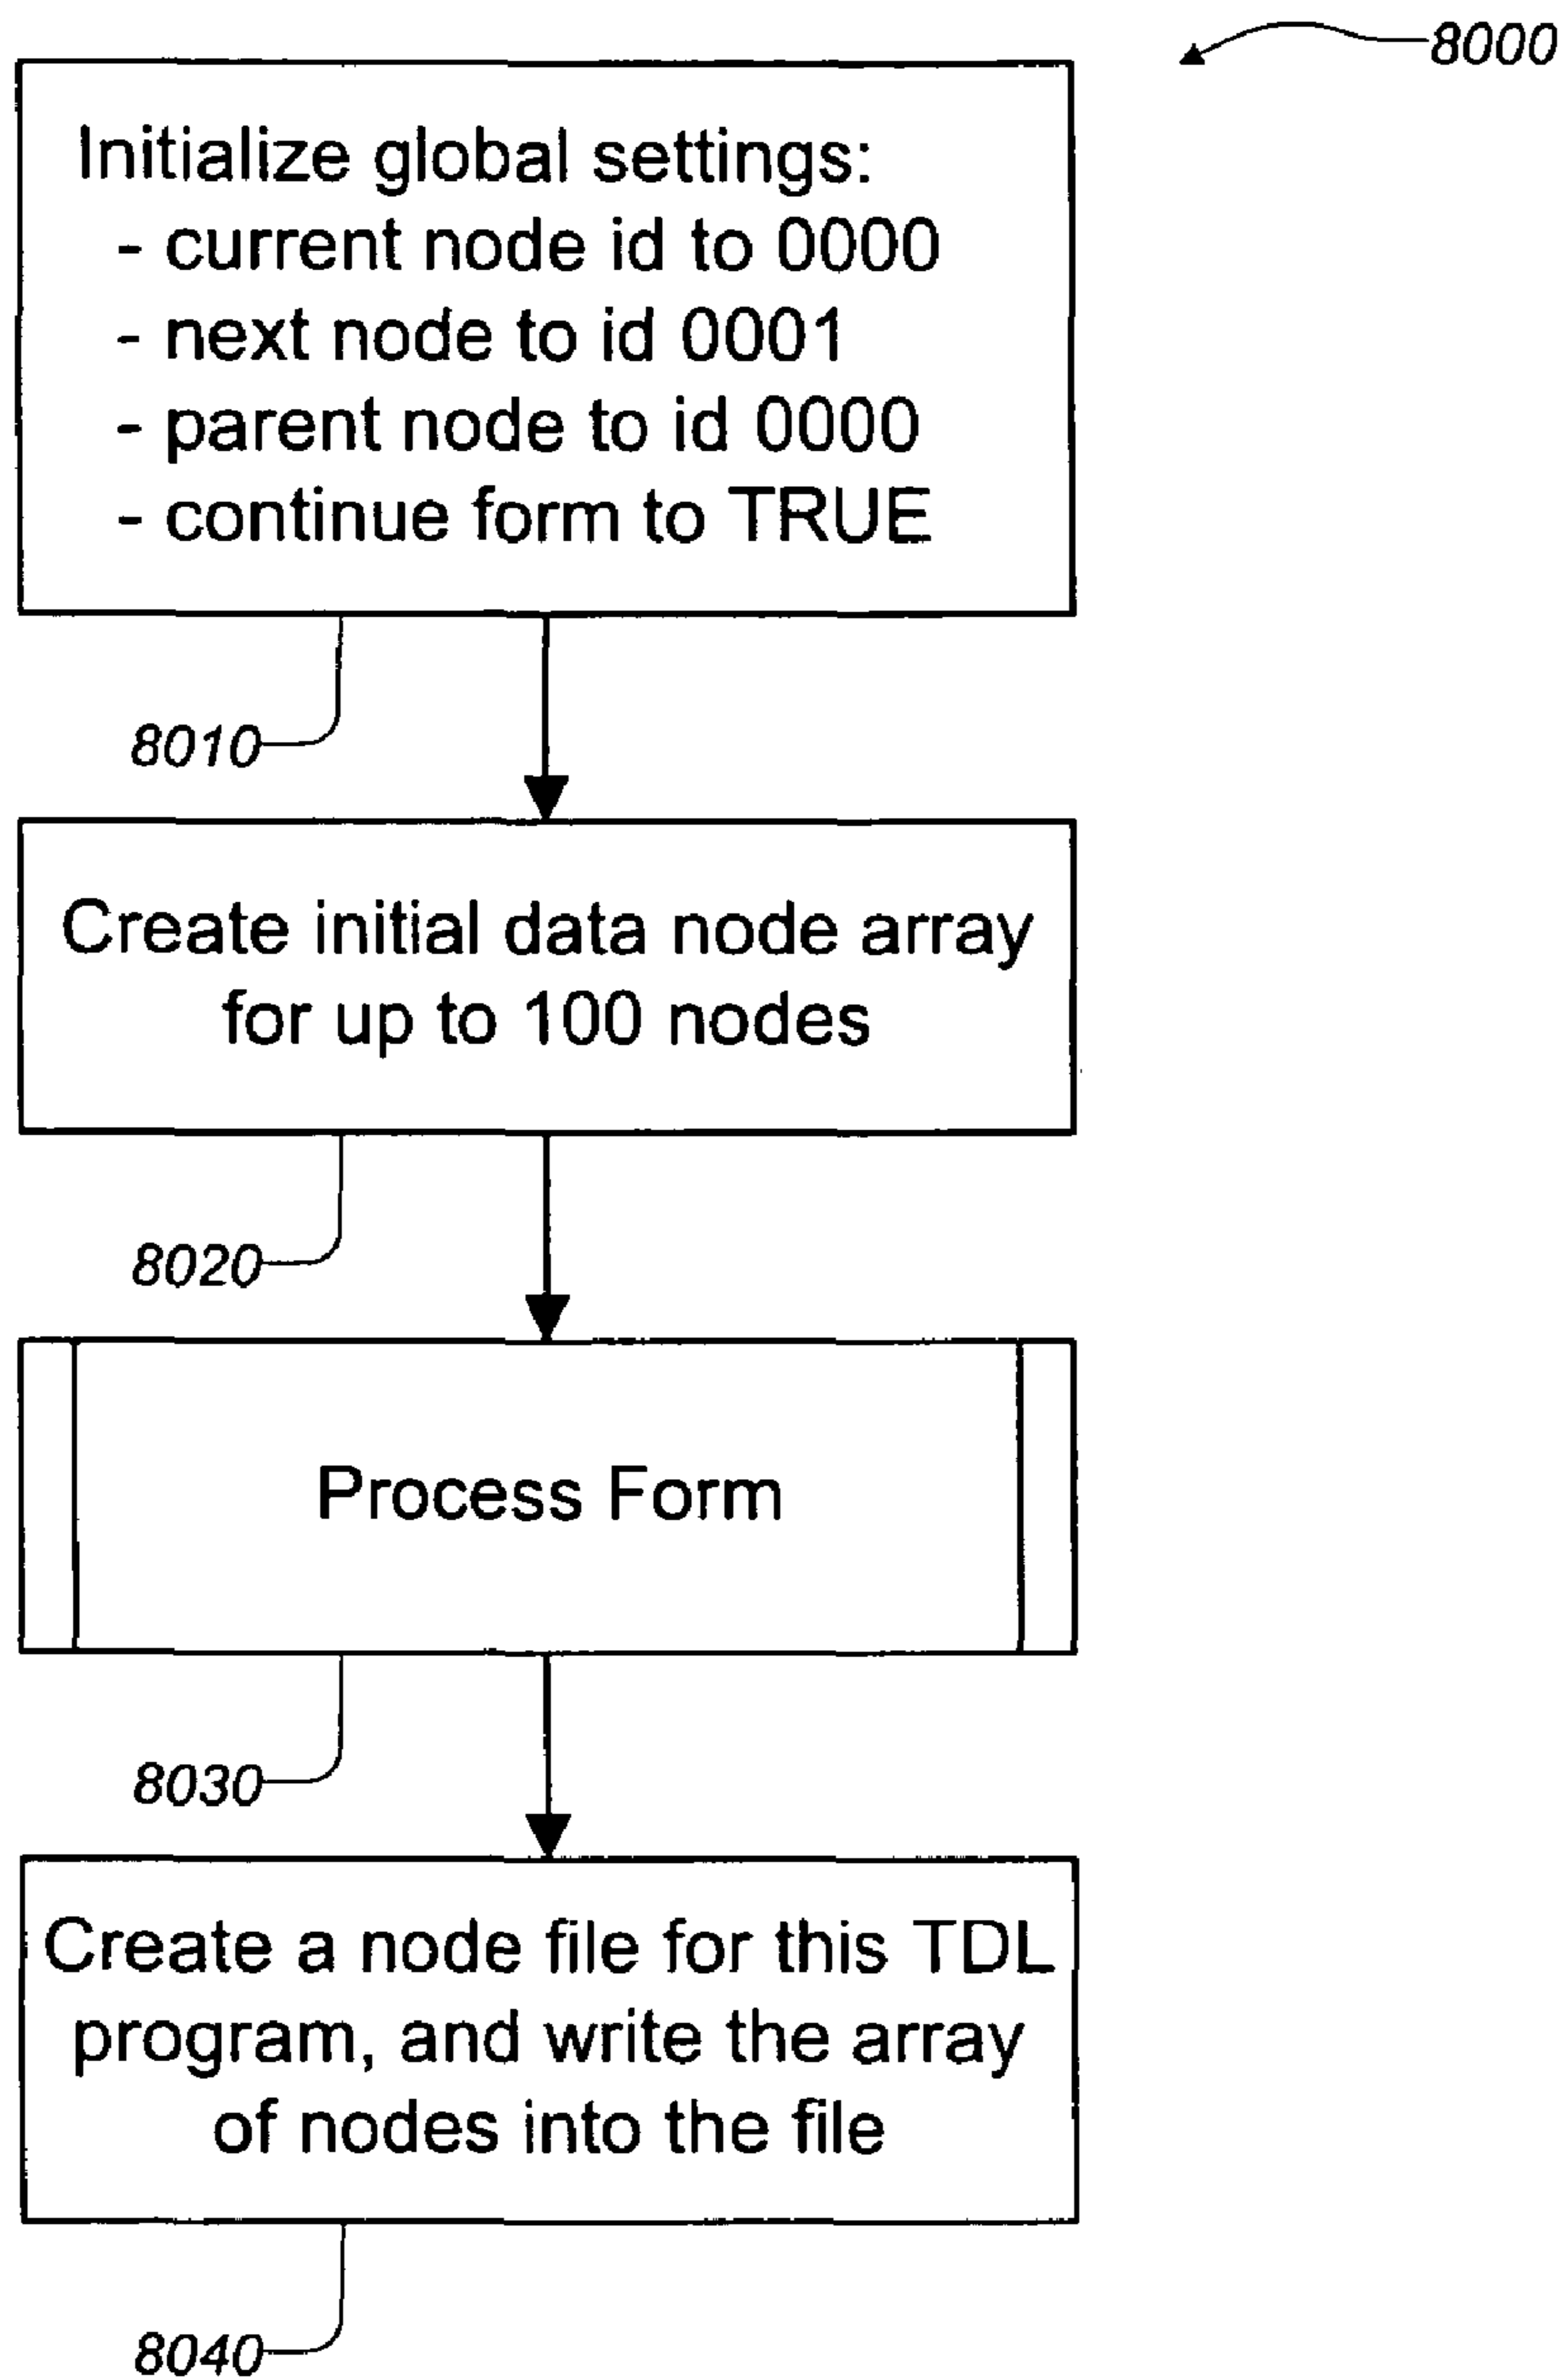 8000
Initialize global settings:
- current node id to 0000
- next node to id 0001
- parent node to id 0000
- continue form to TRUE
8010
Create initial data node array
for up to 100 nodes
8020
Process Form
8030
Create a node file for this TDL
program, and write the array
of nodes into the file
8040